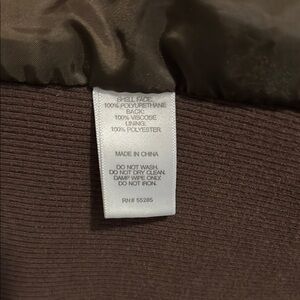 SHELL FACE:
100% POLYURETHANE
BACK:
100% VISCOSE
LINING:
100% POLYESTER
MADE IN CHINA
DO NOT WASH.
DO NOT DRY CLEAN.
DAMP WIPE ONLY.
DO NOT IRON.
RN# 55285